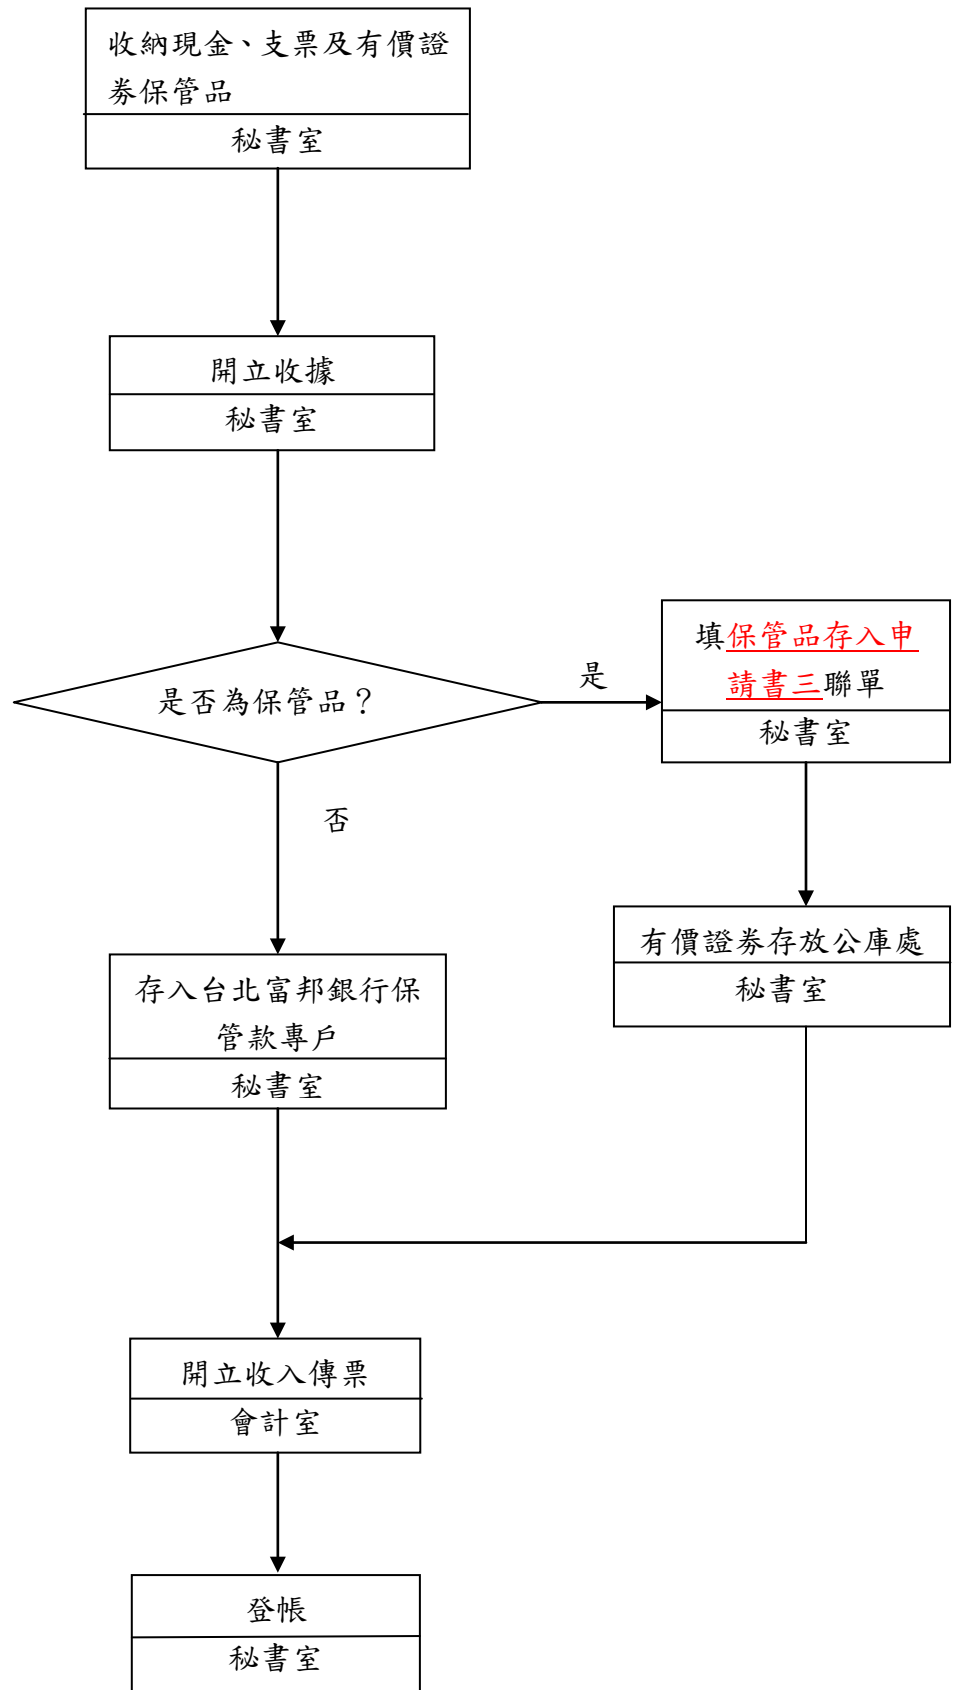 收納現金、支票及有價證
券保管品
秘書室
開立收據
秘書室
是否為保管品？
是
填保管品存入申
請書三聯單
秘書室
否
有價證券存放公庫處
秘書室
存入台北富邦銀行保
管款專戶
秘書室
開立收入傳票
會計室
登帳
秘書室